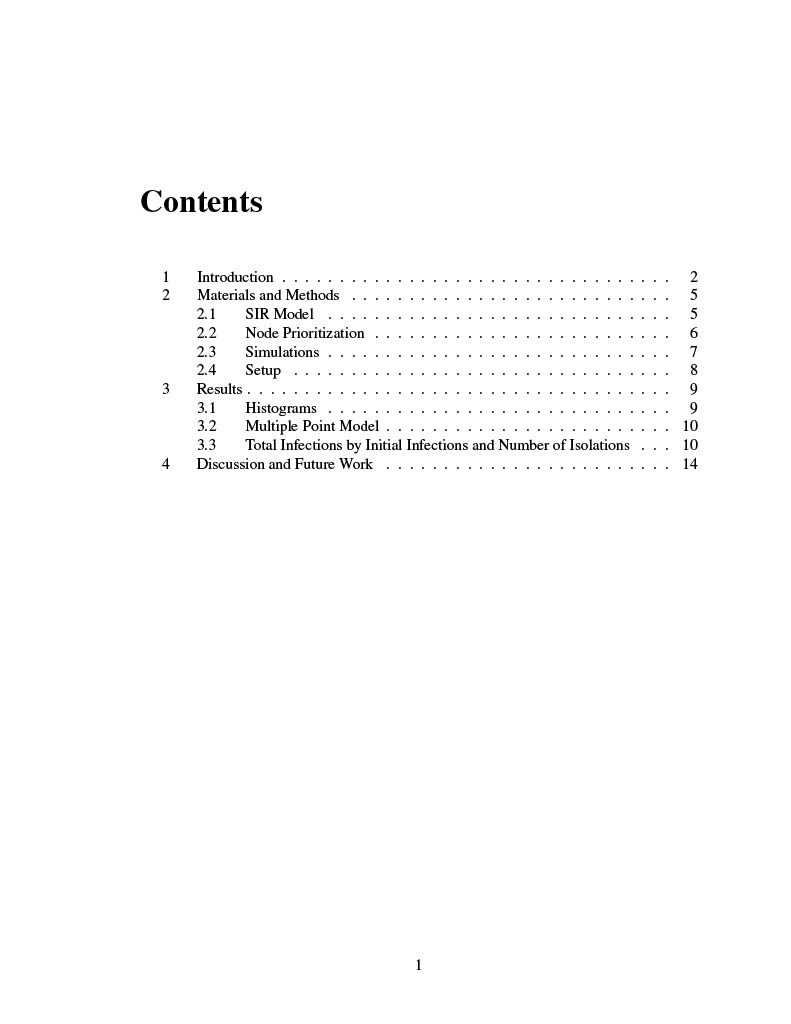 Contents
1 Introduction . . . . . . . . . . . . . . . . . . . . . . . . . . . . . . . . . . 2
2 Materials and Methods . . . . . . . . . . . . . . . . . . . . . . . . . . . . 5
2.1 SIR Model . . . . . . . . . . . . . . . . . . . . . . . . . . . . . . 5
2.2 Node Prioritization . . . . . . . . . . . . . . . . . . . . . . . . . . 6
2.3 Simulations . . . . . . . . . . . . . . . . . . . . . . . . . . . . . . 7
2.4 Setup . . . . . . . . . . . . . . . . . . . . . . . . . . . . . . . . . 8
3 Results . . . . . . . . . . . . . . . . . . . . . . . . . . . . . . . . . . . . . 9
3.1 Histograms . . . . . . . . . . . . . . . . . . . . . . . . . . . . . . 9
3.2 Multiple Point Model . . . . . . . . . . . . . . . . . . . . . . . . . 10
3.3 Total Infections by Initial Infections and Number of Isolations . . . 10
4 Discussion and Future Work . . . . . . . . . . . . . . . . . . . . . . . . . 14
1